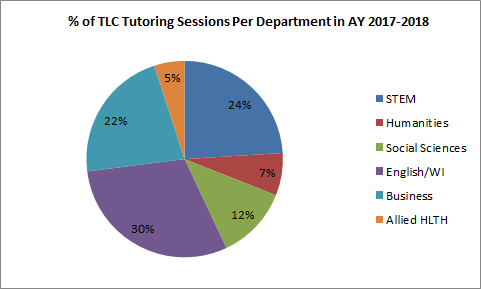 % of TLC Tutoring Sessions Per Department in AY 2017-2018
5%
24%
22%
7%
12%
30%
STEM
Humanities
Social Sciences
English/WI
Business
Allied HLTH